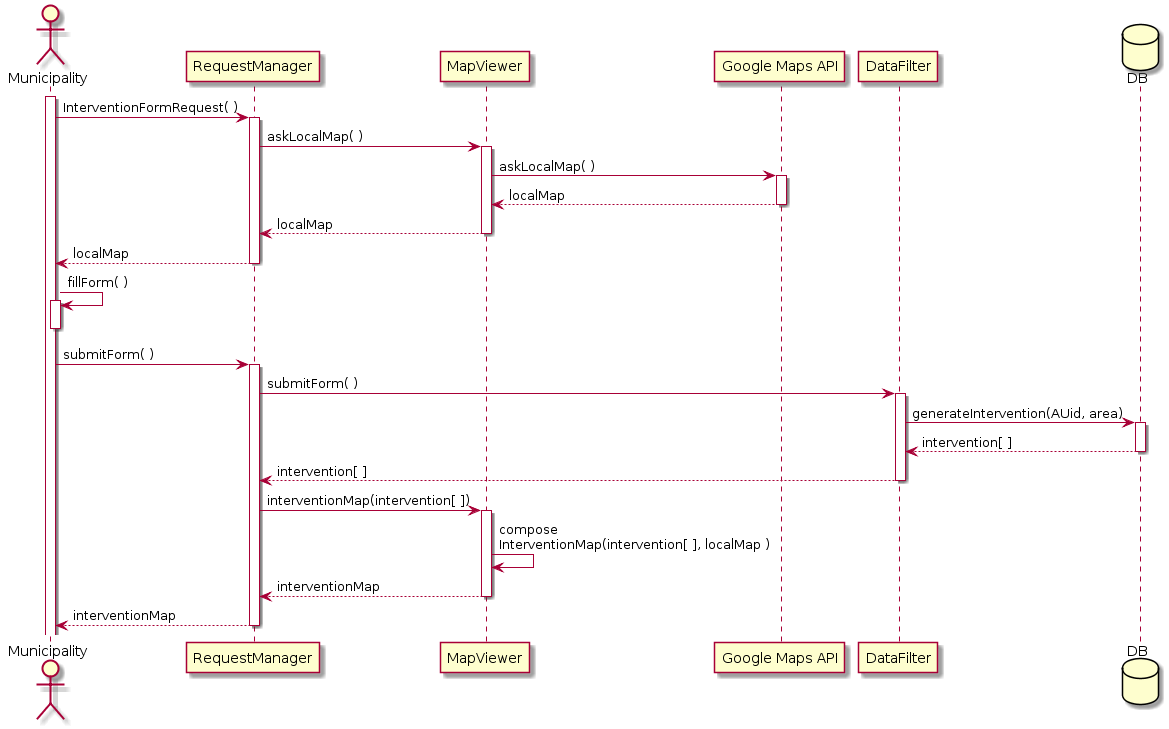 Municipality
RequestManager
MapViewer
Google Maps API
DataFilter
DB
InterventionFormRequest( )
askLocalMap( )
askLocalMap( )
localMap
localMap
localMap
fillForm( )
submitForm( )
submitForm( )
generateIntervention(AUid, area)
intervention[ ]
intervention[ ]
interventionMap(intervention[ ])
compose
InterventionMap(intervention[ ], localMap )
interventionMap
interventionMap
Municipality
RequestManager
MapViewer
Google Maps API
DataFilter
DB